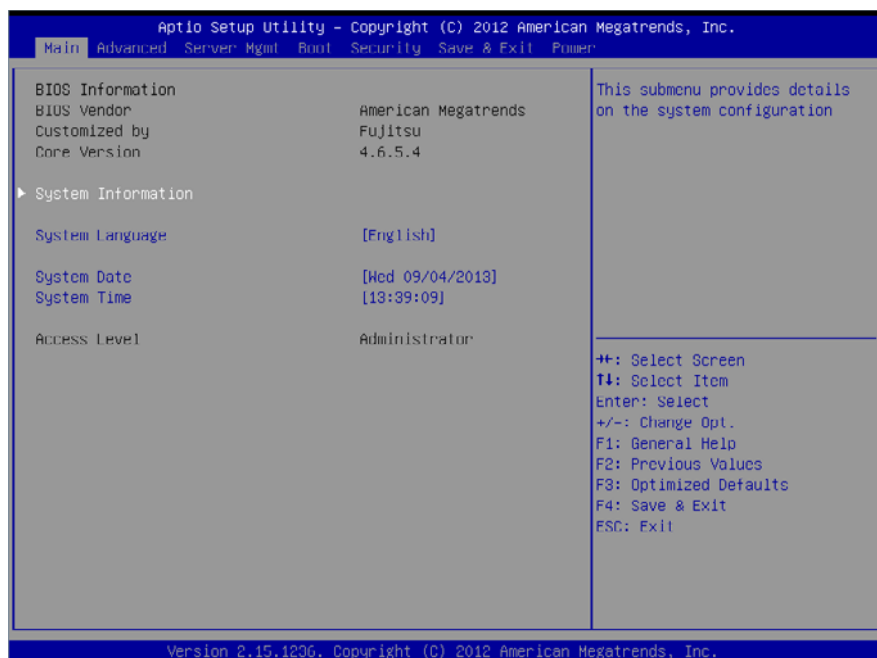 Aptio Setup Utility – Copyright (C) 2012 American Megatrends, Inc.
Main Advanced Server Mgmt Boot Security Save & Exit Power
BIOS Information
BIOS Vendor American Megatrends
Customized by Fujitsu
Core Version 4.6.5.4
System Information
System Language [English]
System Date [Wed 09/04/2013]
System Time [13:39:09]
Access Level Administrator
This submenu provides details
on the system configuration
→←: Select Screen
↑↓: Select Item
Enter: Select
+/-: Change Opt.
F1: General Help
F2: Previous Values
F3: Optimized Defaults
F4: Save & Exit
ESC: Exit
Version 2.15.1236. Copyright (C) 2012 American Megatrends, Inc.